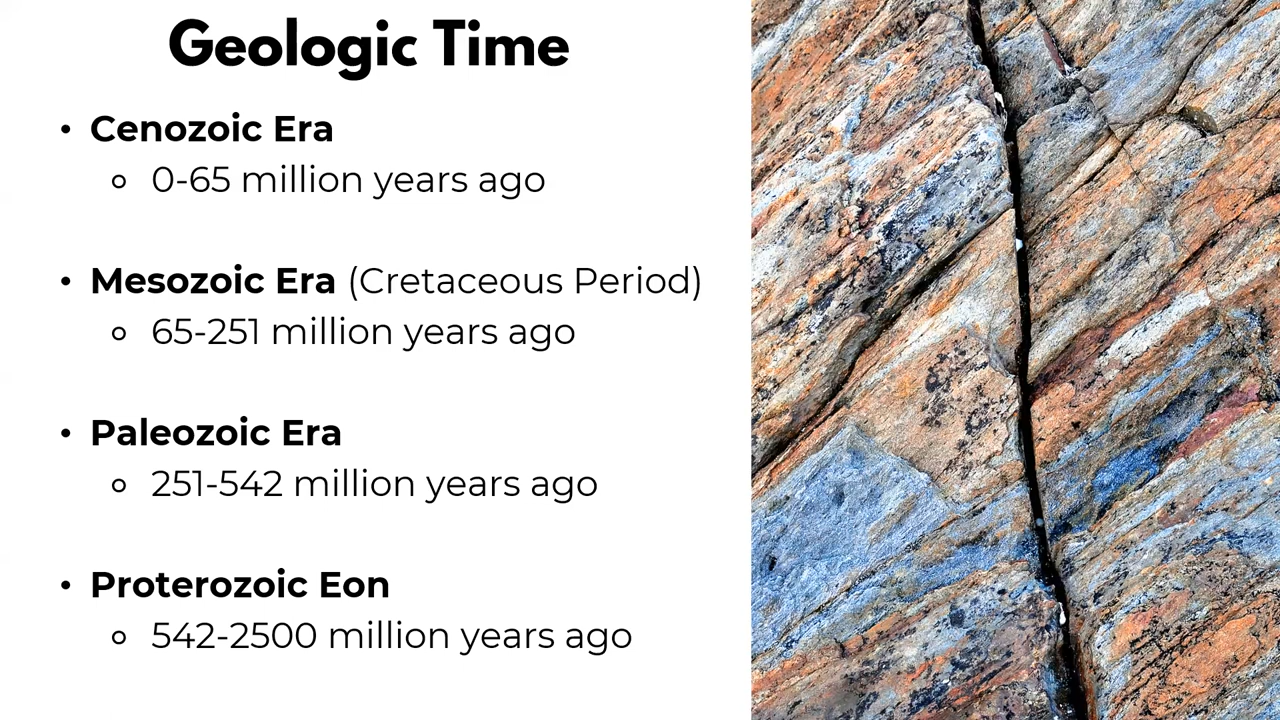 Geologic Time
• Cenozoic Era
○ 0-65 million years ago
• Mesozoic Era (Cretaceous Period)
○ 65-251 million years ago
• Paleozoic Era
○ 251-542 million years ago
• Proterozoic Eon
○ 542-2500 million years ago